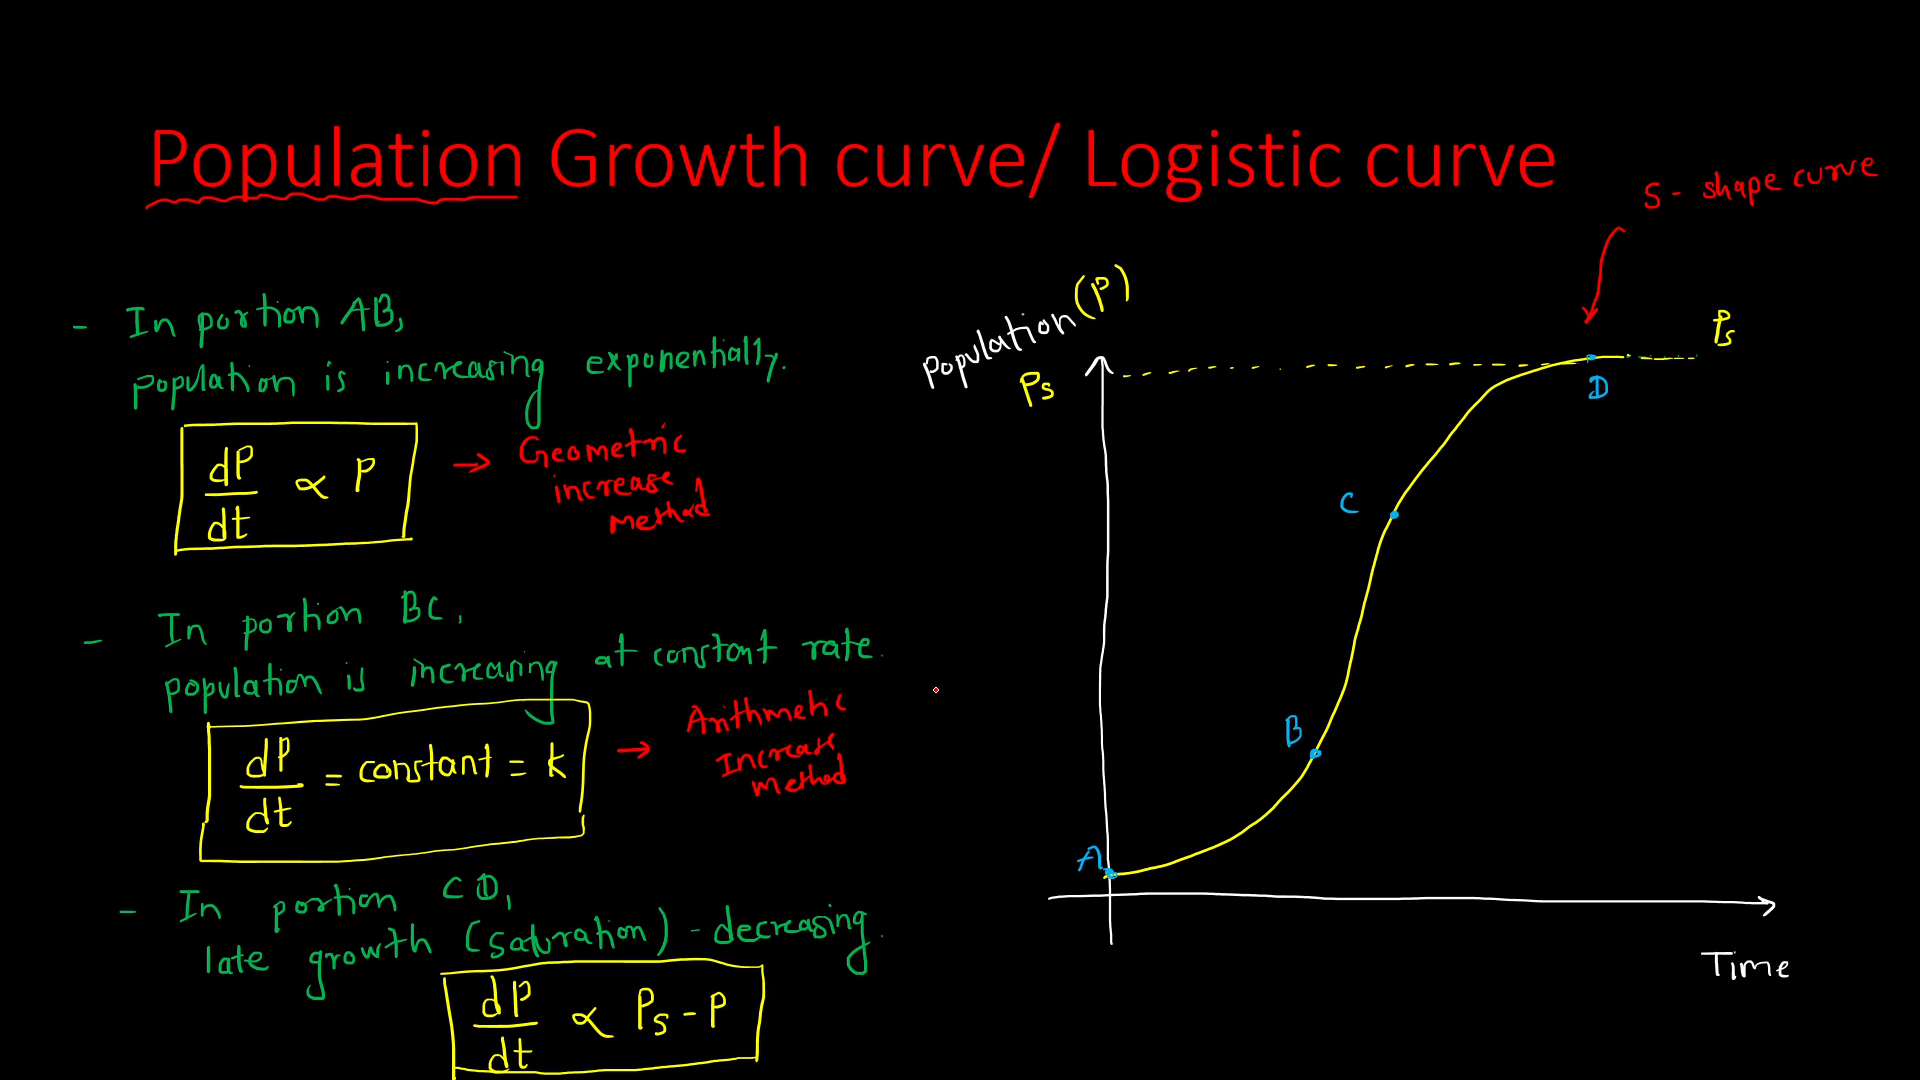 Population Growth curve/ Logistic curve
S - shape curve
- In portion AB,
population is increasing exponentially.
dP/dt ∝ P
→ Geometric
increase
method
- In portion BC,
population is increasing at constant rate.
dP/dt = constant = k
→ Arithmetic
Increase
method
- In portion CD,
late growth (saturation) - decreasing.
dP/dt ∝ Ps - P
Population (P)
Ps
Ps
D
C
B
A
Time